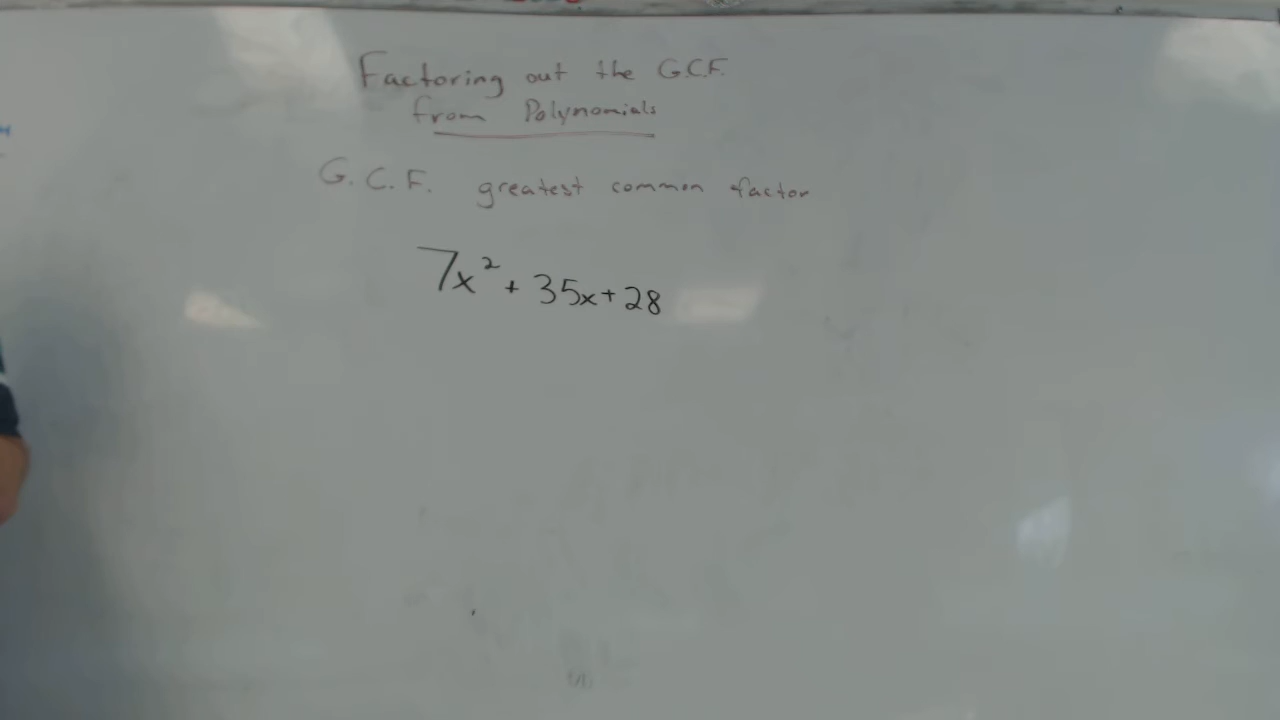 Factoring out the G.C.F.
from Polynomials
G.C.F. greatest common factor
7x² + 35x + 28